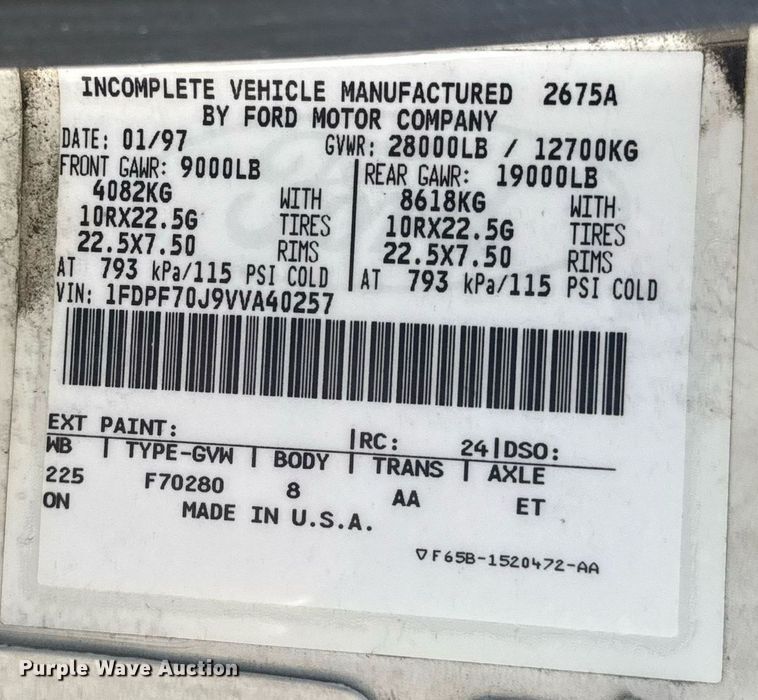 INCOMPLETE VEHICLE MANUFACTURED 2675A
BY FORD MOTOR COMPANY
DATE: 01/97 GVWR: 28000LB / 12700KG
FRONT GAWR: 9000LB REAR GAWR: 19000LB
4082KG WITH 8618KG WITH
10RX22.5G TIRES 10RX22.5G TIRES
22.5X7.50 RIMS 22.5X7.50 RIMS
AT 793 kPa/115 PSI COLD AT 793 kPa/115 PSI COLD
VIN: 1FDPF70J9VVA40257
EXT PAINT: RC: 24 DSO:
WB TYPE-GVW BODY TRANS AXLE
225 F70280 8 AA ET
ON MADE IN U.S.A.
▽F65B-1520472-AA
Purple Wave Auction